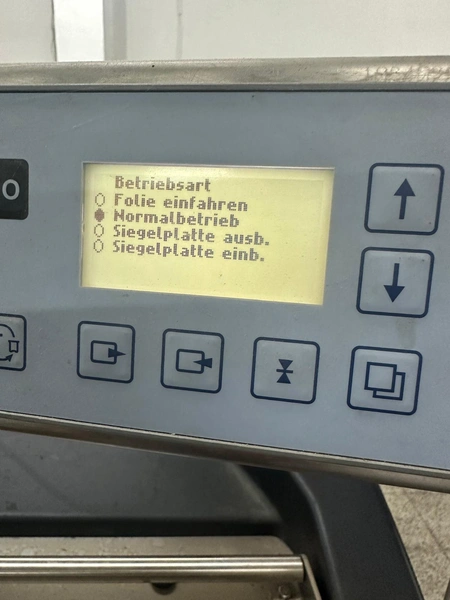 Betriebsart
Folie einfahren
Normalbetrieb
Siegelplatte ausb.
Siegelplatte einb.
O